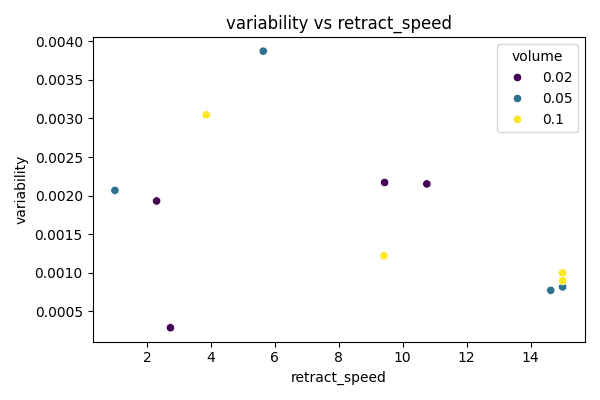 variability vs retract_speed
0.0040
0.0035
0.0030
0.0025
0.0020
0.0015
0.0010
0.0005
variability
volume
0.02
0.05
0.1
2 4 6 8 10 12 14
retract_speed